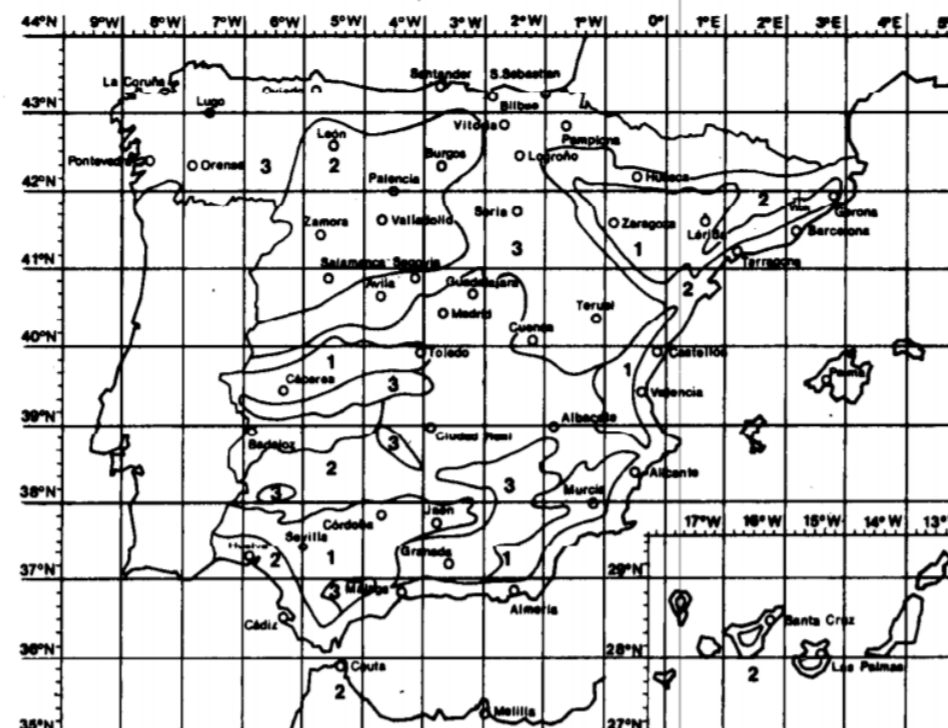 44°N 6°W 5°W 4°W 3°W 2°W 1°W 0° 1°E 2°E 3°E 4°E
La Coruña Santander S.Sebastian
Oviedo
43°N Lugo Bilbao
León Vitoria Pamplona
Pontevedra Orense 3 2 Burgos Logroño
Huesca
42°N Palencia 2
Zamora Valladolid Soria Zaragoza Lérida Gerona
3 1 Barcelona
41°N Salamanca Segovia Tarragona
Avila Guadalajara 2
Madrid Teruel
Cuenca
40°N 1 Toledo Castellón
Cáceres 3 1 Palma
Valencia
39°N Albacete
Badajoz 3 Ciudad Real
2 Alicante
38°N 3 3 Murcia
Jaén 17°W 16°W 15°W 14°W 13°
Córdoba
Sevilla
Huelva 2 1 Granada 1
37°N 29°N
3 Málaga
Cádiz Almería Santa Cruz
36°N 28°N
Ceuta 2 Las Palmas
2
35°N Melilla 27°N